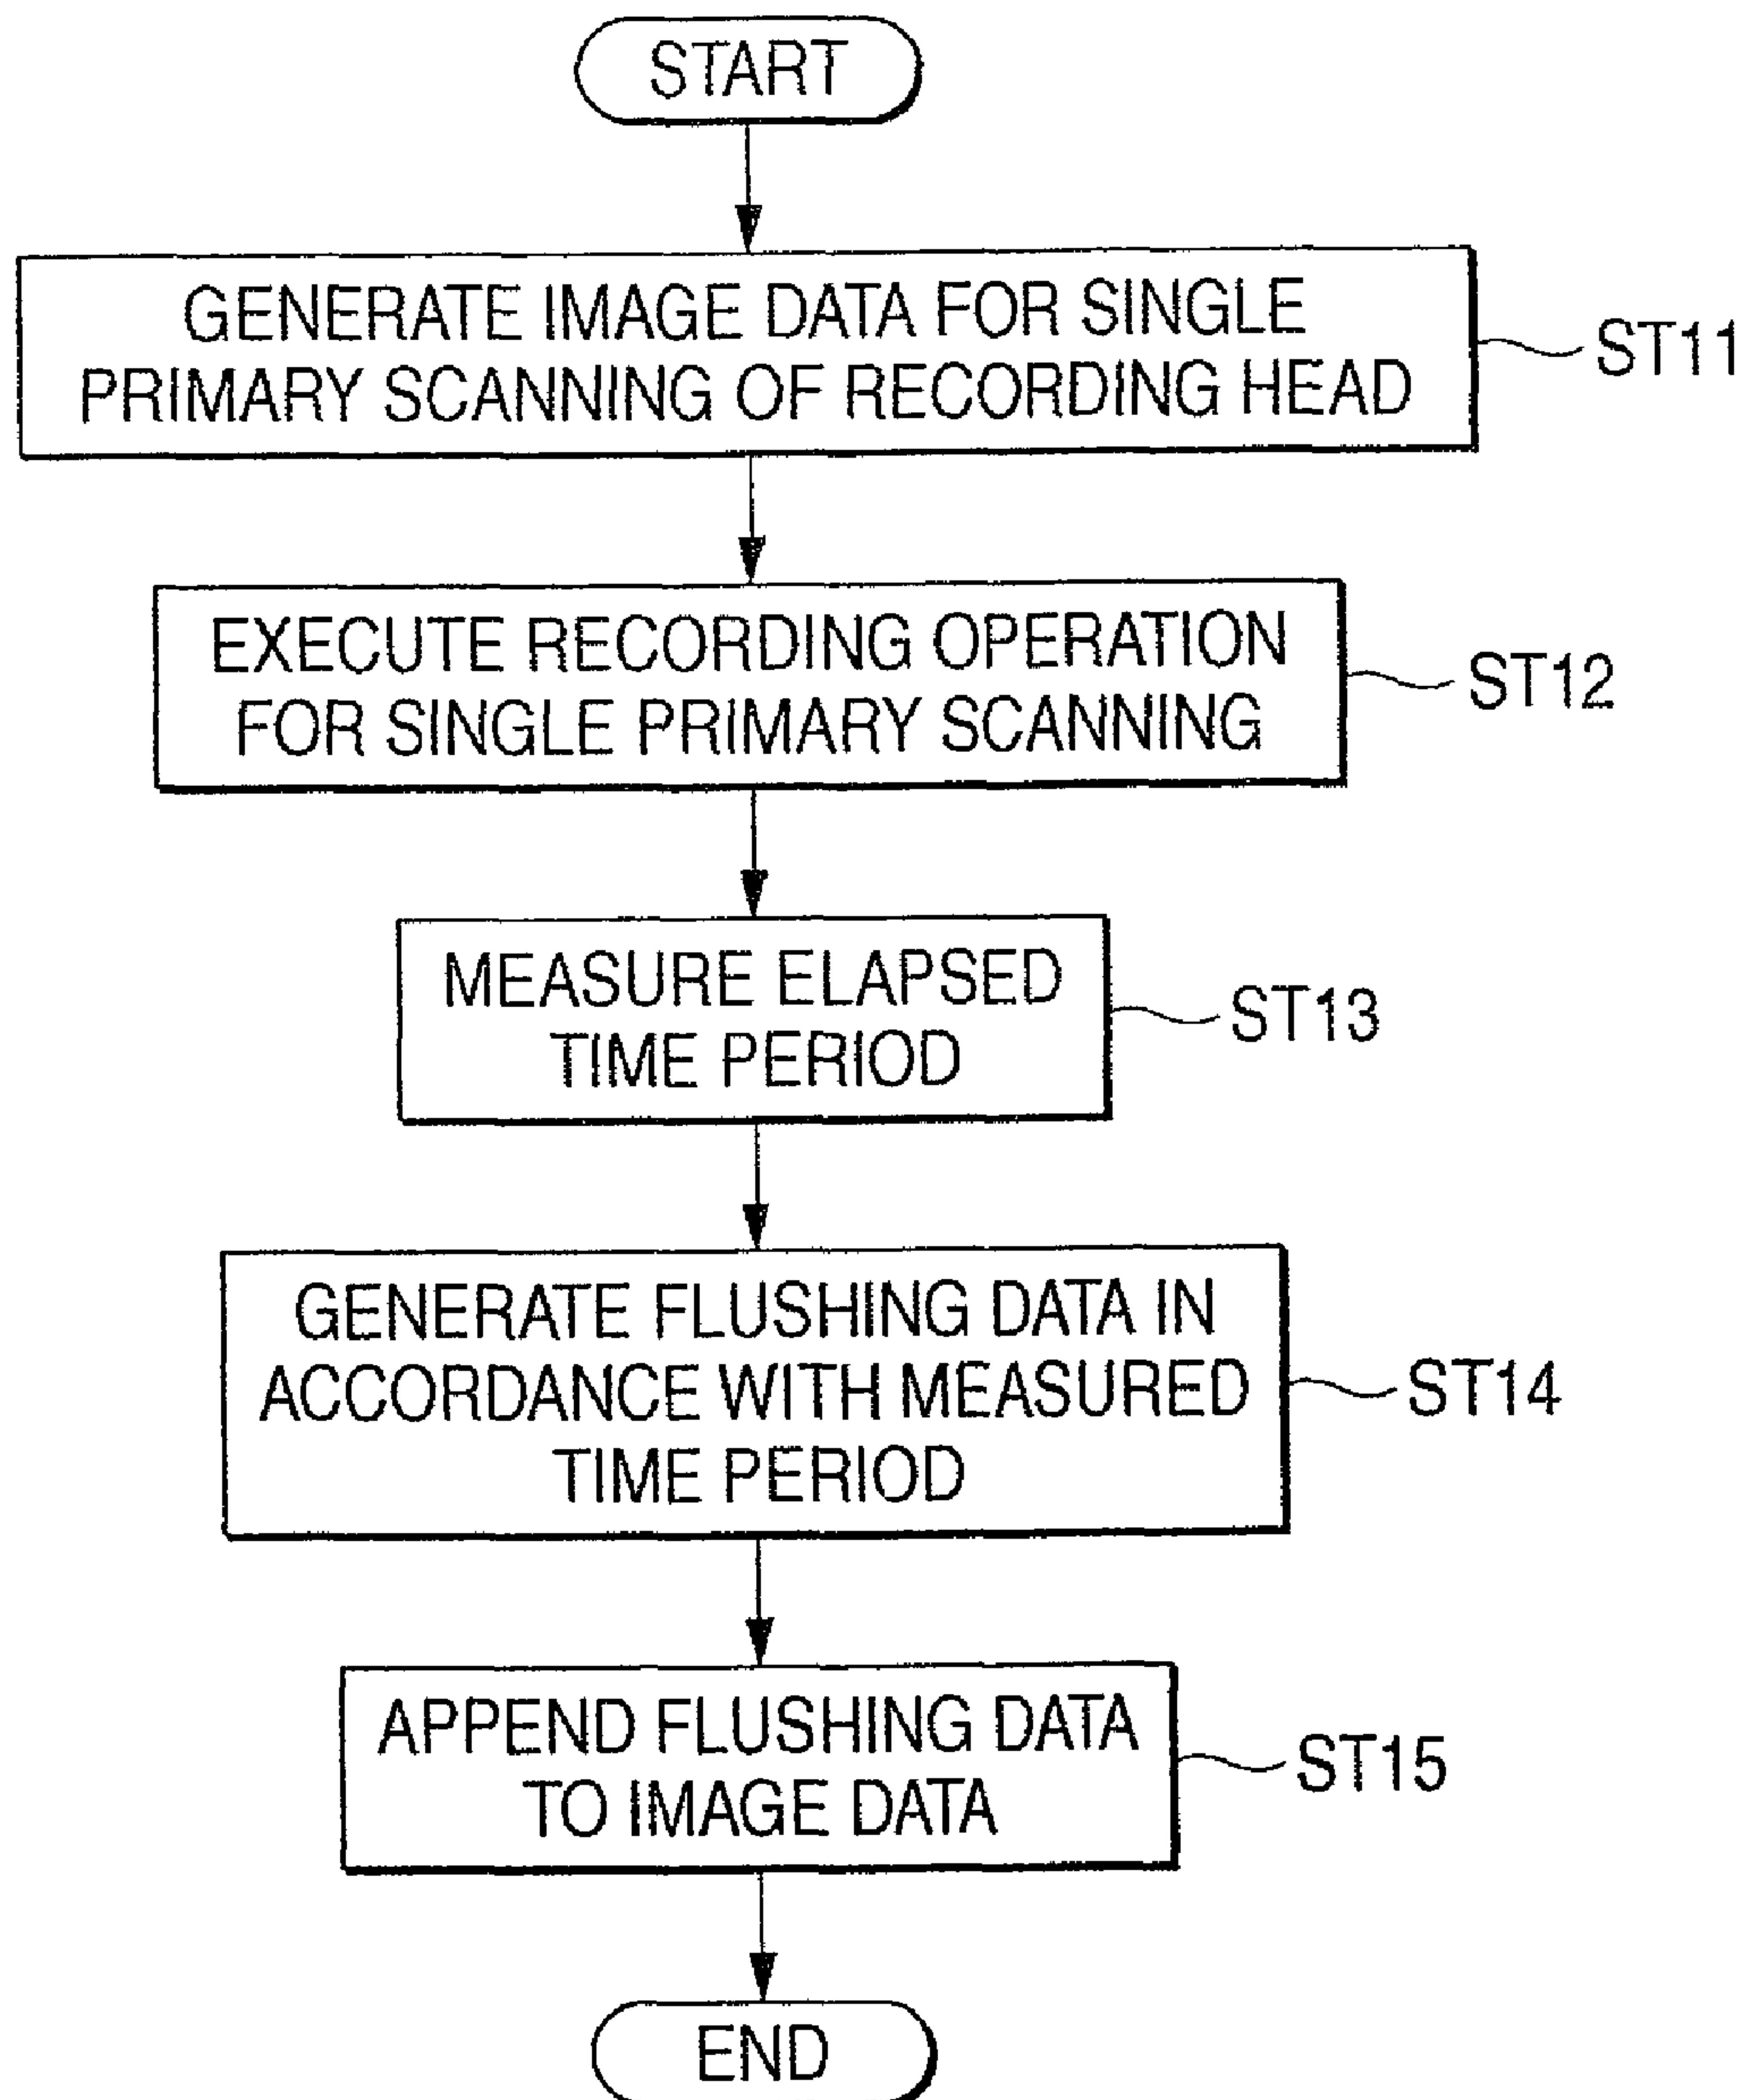 START
GENERATE IMAGE DATA FOR SINGLE
PRIMARY SCANNING OF RECORDING HEAD
ST11
EXECUTE RECORDING OPERATION
FOR SINGLE PRIMARY SCANNING
ST12
MEASURE ELAPSED
TIME PERIOD
ST13
GENERATE FLUSHING DATA IN
ACCORDANCE WITH MEASURED
TIME PERIOD
ST14
APPEND FLUSHING DATA
TO IMAGE DATA
ST15
END